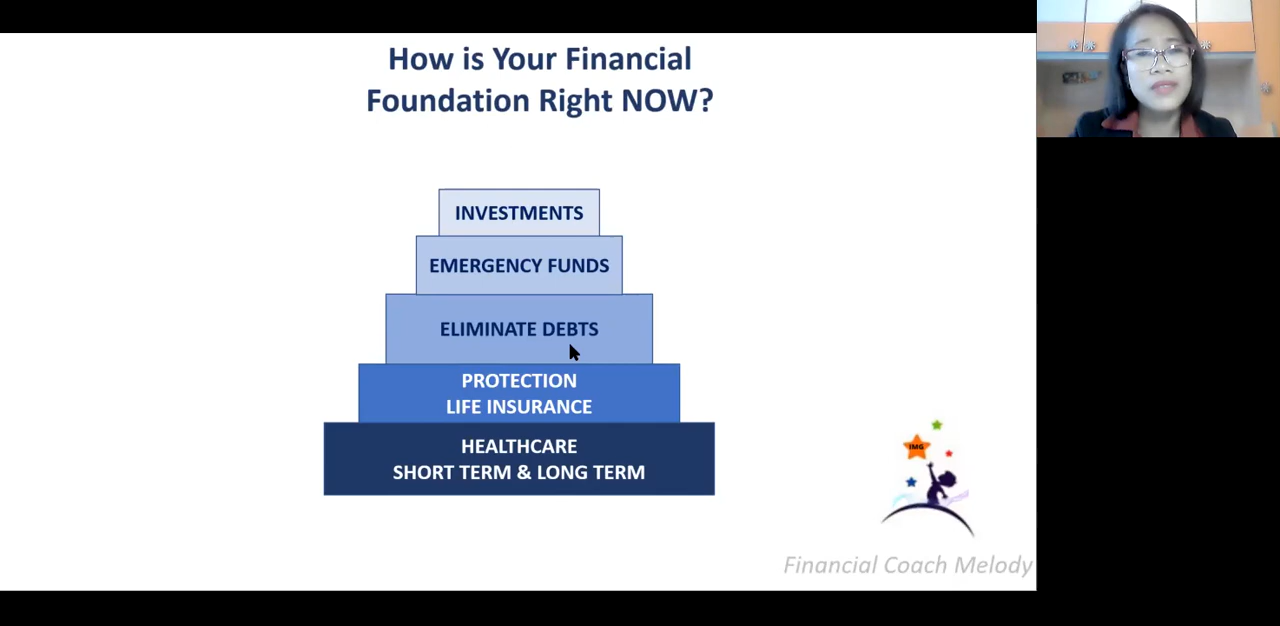 How is Your Financial
Foundation Right NOW?
INVESTMENTS
EMERGENCY FUNDS
ELIMINATE DEBTS
PROTECTION
LIFE INSURANCE
HEALTHCARE
SHORT TERM & LONG TERM
IMG
Financial Coach Melody